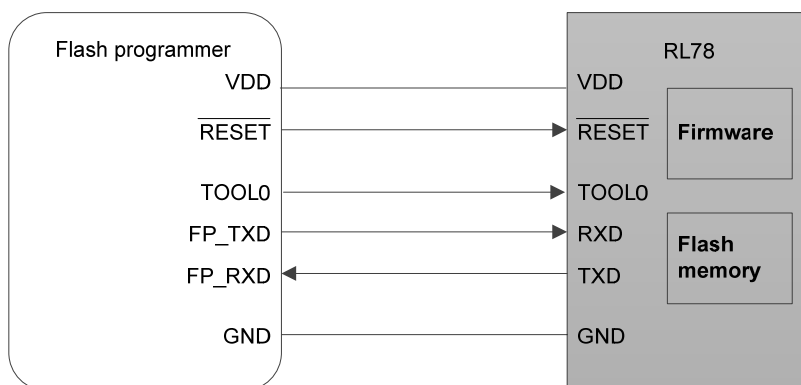 Flash programmer
VDD
RESET
TOOL0
FP_TXD
FP_RXD
GND
RL78
VDD
RESET
TOOL0
RXD
TXD
GND
Firmware
Flash
memory